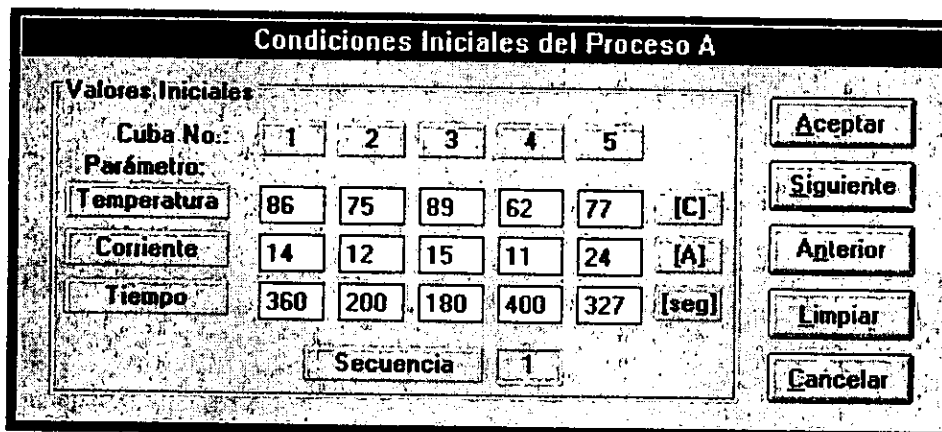 Condiciones Iniciales del Proceso A
Valores Iniciales
Cuba No.: 1 2 3 4 5
Parámetro:
Temperatura 86 75 89 62 77 [C]
Corriente 14 12 15 11 24 [A]
Tiempo 360 200 180 400 327 [seg]
Secuencia 1
Aceptar
Siguiente
Anterior
Limpiar
Cancelar